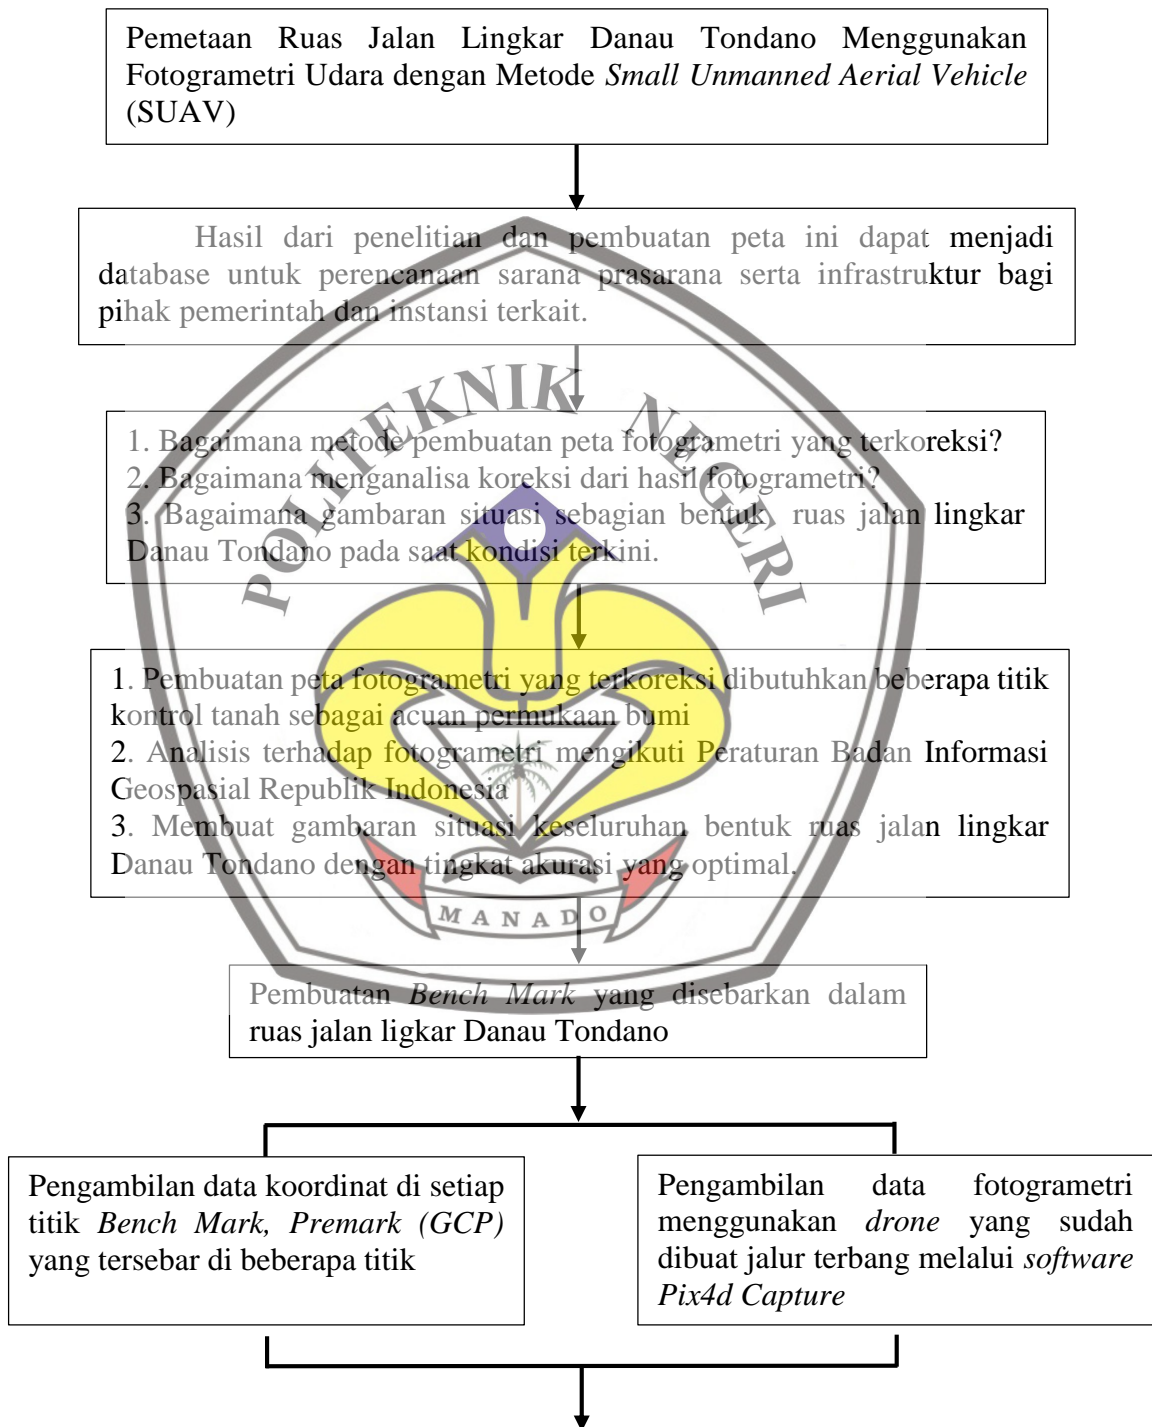 Pemetaan Ruas Jalan Lingkar Danau Tondano Menggunakan
Fotogrametri Udara dengan Metode Small Unmanned Aerial Vehicle
(SUAV)
Hasil dari penelitian dan pembuatan peta ini dapat menjadi
database untuk perencanaan sarana prasarana serta infrastruktur bagi
pihak pemerintah dan instansi terkait.
POLITEKNIK NEGERI
1. Bagaimana metode pembuatan peta fotogrametri yang terkoreksi?
2. Bagaimana menganalisa koreksi dari hasil fotogrametri?
3. Bagaimana gambaran situasi sebagian bentuk ruas jalan lingkar
Danau Tondano pada saat kondisi terkini.
1. Pembuatan peta fotogrametri yang terkoreksi dibutuhkan beberapa titik
kontrol tanah sebagai acuan permukaan bumi
2. Analisis terhadap fotogrametri mengikuti Peraturan Badan Informasi
Geospasial Republik Indonesia
3. Membuat gambaran situasi keseluruhan bentuk ruas jalan lingkar
Danau Tondano dengan tingkat akurasi yang optimal.
MANADO
Pembuatan Bench Mark yang disebarkan dalam
ruas jalan ligkar Danau Tondano
Pengambilan data koordinat di setiap
titik Bench Mark, Premark (GCP)
yang tersebar di beberapa titik
Pengambilan data fotogrametri
menggunakan drone yang sudah
dibuat jalur terbang melalui software
Pix4d Capture